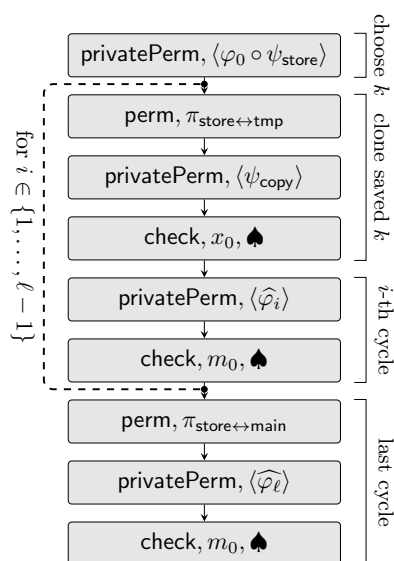 privatePerm, ⟨φ₀ ∘ ψ_store⟩
choose k
perm, π_store↔tmp
privatePerm, ⟨ψ_copy⟩
check, x₀, ♠
clone saved k
for i ∈ {1, …, ℓ − 1}
privatePerm, ⟨φ̂ᵢ⟩
check, m₀, ♠
i-th cycle
perm, π_store↔main
privatePerm, ⟨φ̂_ℓ⟩
check, m₀, ♠
last cycle